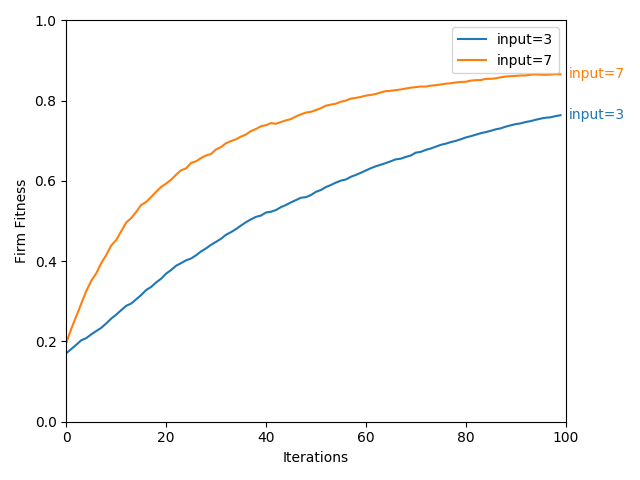 1.0
0.8
0.6
0.4
0.2
0.0
Firm Fitness
0 20 40 60 80 100
Iterations
input=3
input=7
input=7
input=3